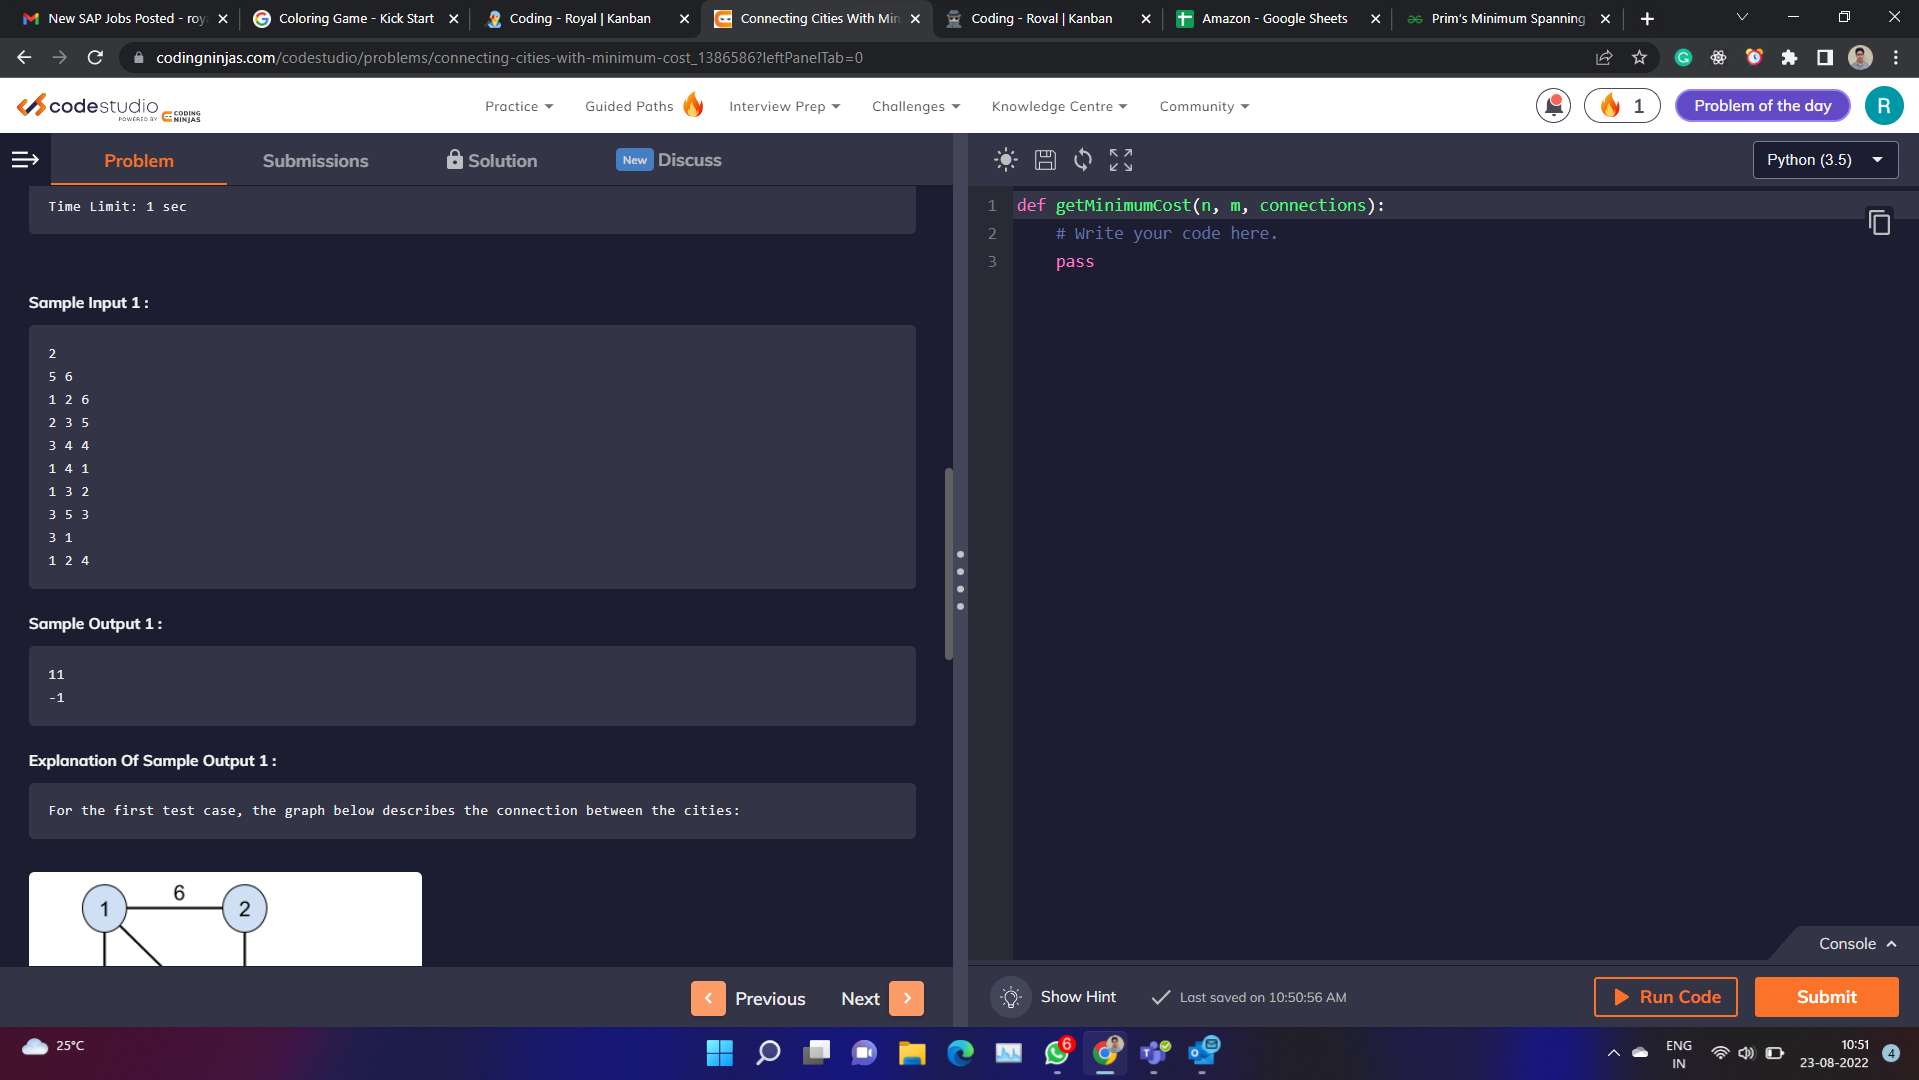 New SAP Jobs Posted - roy
Coloring Game - Kick Start
Coding - Royal | Kanban
Connecting Cities With Min
Coding - Royal | Kanban
Amazon - Google Sheets
Prim's Minimum Spanning
codingninjas.com/codestudio/problems/connecting-cities-with-minimum-cost_1386586?leftPanelTab=0
codestudio
POWERED BY CODING NINJAS
Practice
Guided Paths
Interview Prep
Challenges
Knowledge Centre
Community
1
Problem of the day
R
Problem
Submissions
Solution
New Discuss
Python (3.5)
Time Limit: 1 sec
Sample Input 1 :
2
5 6
1 2 6
2 3 5
3 4 4
1 4 1
1 3 2
3 5 3
3 1
1 2 4
Sample Output 1 :
11
-1
Explanation Of Sample Output 1 :
For the first test case, the graph below describes the connection between the cities:
1 6 2
Previous
Next
1 def getMinimumCost(n, m, connections):
2 # Write your code here.
3 pass
Console
Show Hint
Last saved on 10:50:56 AM
Run Code
Submit
25°C
6
ENG
IN
10:51
23-08-2022
4